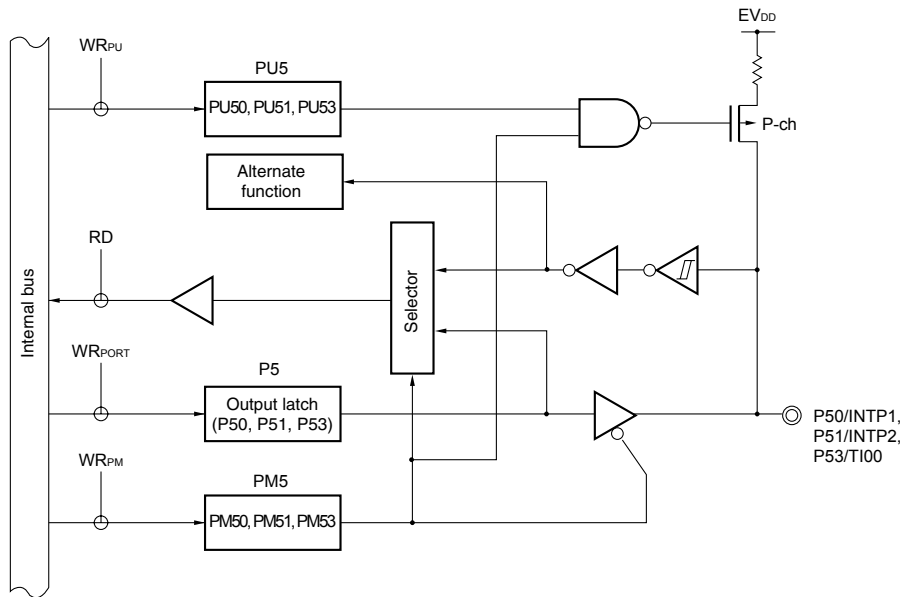 EVDD
WRPU
PU5
PU50, PU51, PU53
P-ch
Alternate
function
RD
Selector
Internal bus
WRPORT
P5
Output latch
(P50, P51, P53)
P50/INTP1,
P51/INTP2,
P53/TI00
WRPM
PM5
PM50, PM51, PM53